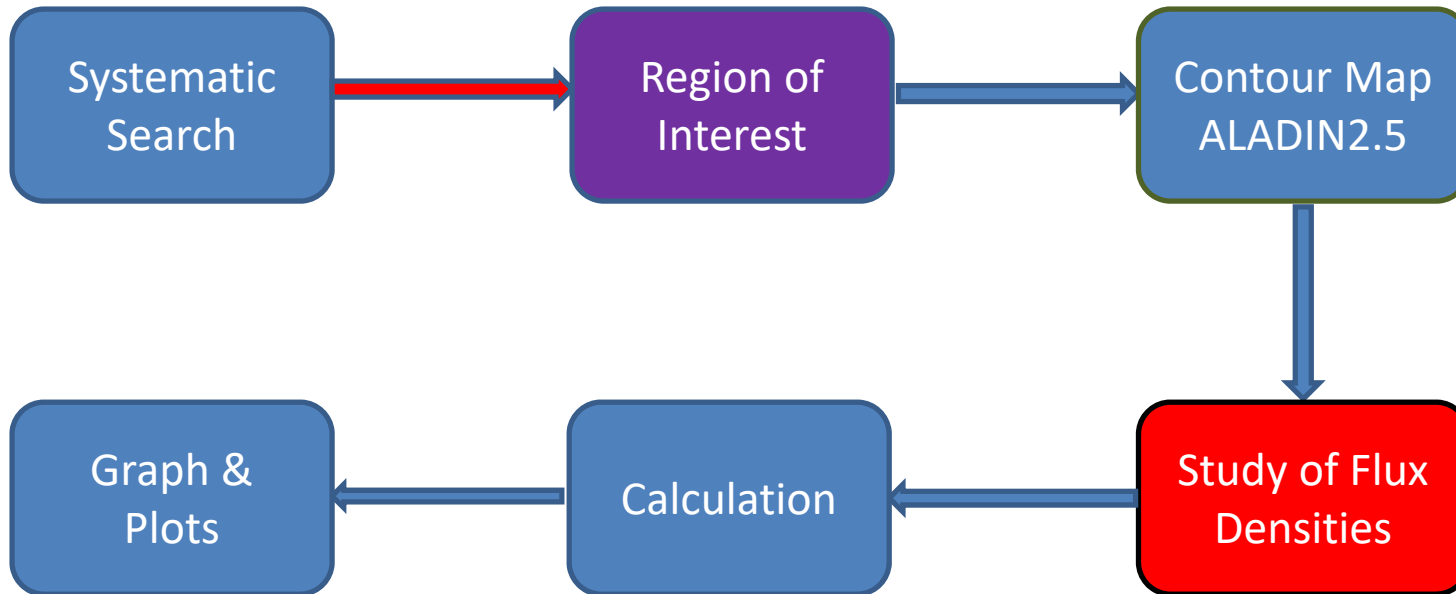 Systematic
Search
Region of
Interest
Contour Map
ALADIN2.5
Study of Flux
Densities
Calculation
Graph &
Plots